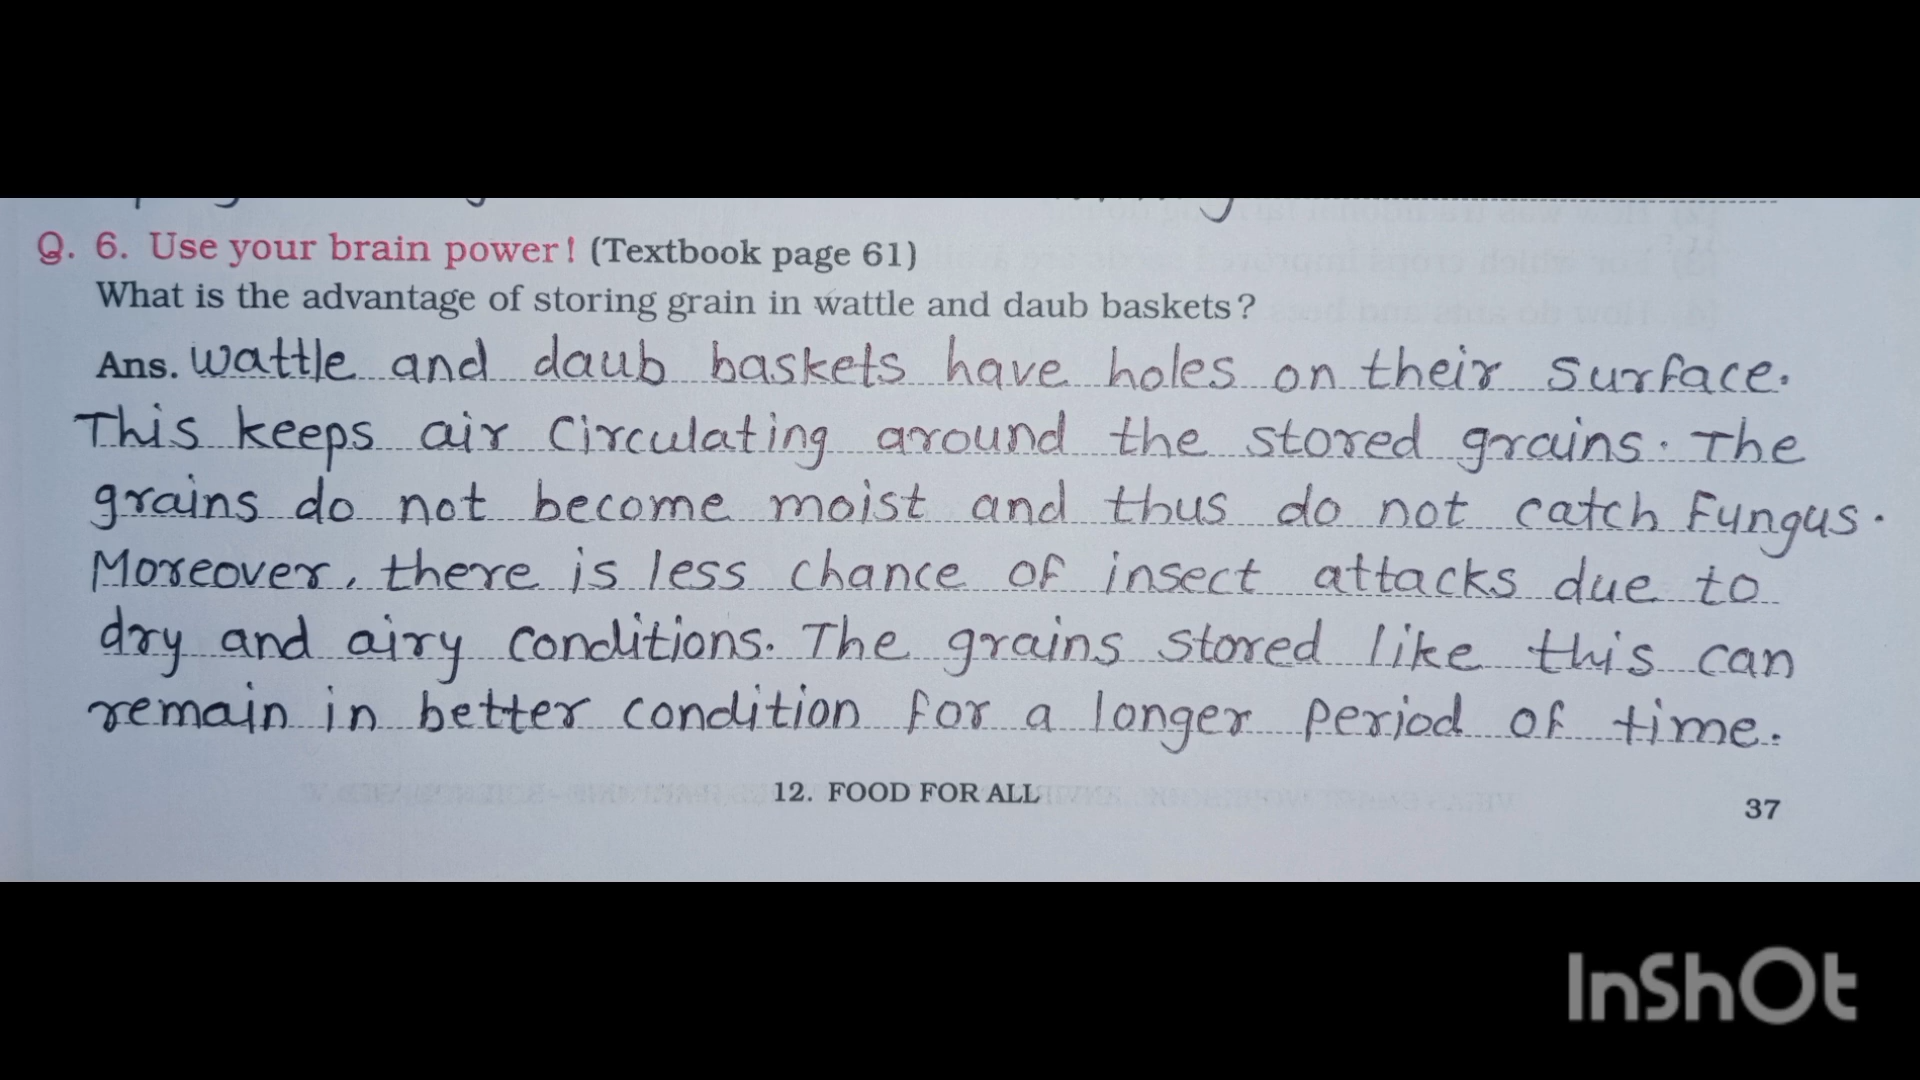 Q. 6. Use your brain power! (Textbook page 61)
What is the advantage of storing grain in wattle and daub baskets?
Ans. Wattle and daub baskets have holes on their surface.
This keeps air circulating around the stored grains. The
grains do not become moist and thus do not catch fungus.
Moreover, there is less chance of insect attacks due to
dry and airy conditions. The grains stored like this can
remain in better condition for a longer period of time.
12. FOOD FOR ALL
37
InShOt